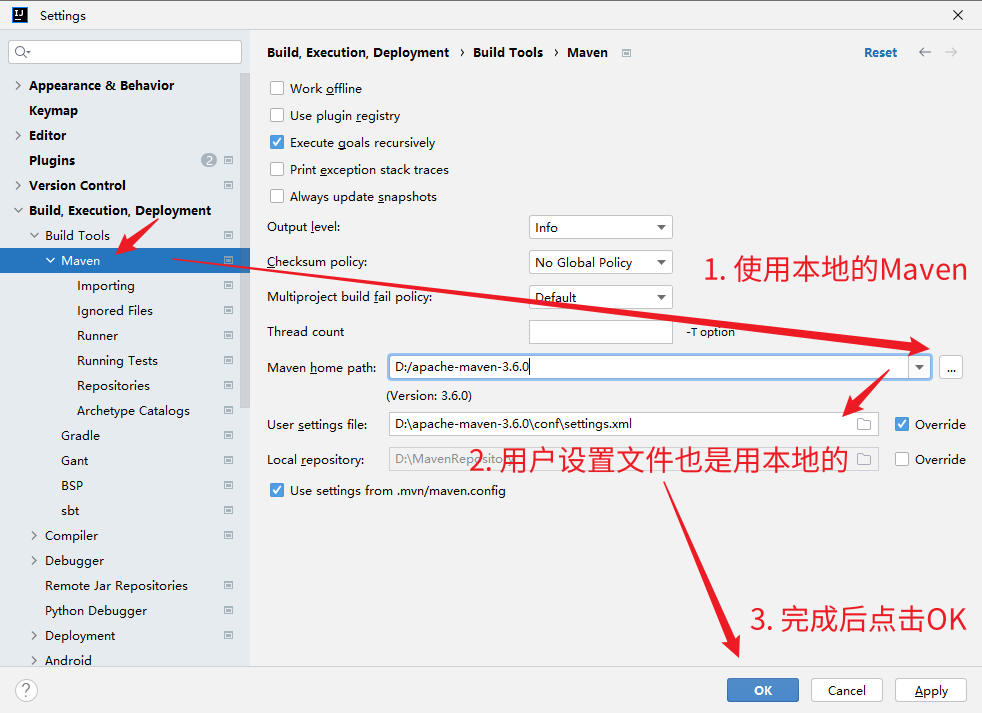 Settings
Build, Execution, Deployment › Build Tools › Maven
Reset
Appearance & Behavior
Keymap
Editor
Plugins 2
Version Control
Build, Execution, Deployment
Build Tools
Maven
Importing
Ignored Files
Runner
Running Tests
Repositories
Archetype Catalogs
Gradle
Gant
BSP
sbt
Compiler
Debugger
Remote Jar Repositories
Python Debugger
Deployment
Android
Work offline
Use plugin registry
Execute goals recursively
Print exception stack traces
Always update snapshots
Output level: Info
Checksum policy: No Global Policy
1. 使用本地的Maven
Multiproject build fail policy: Default
Thread count -T option
Maven home path: D:/apache-maven-3.6.0 ...
(Version: 3.6.0)
User settings file: D:\apache-maven-3.6.0\conf\settings.xml Override
Local repository: D:\MavenRepository Override
2. 用户设置文件也是用本地的
Use settings from .mvn/maven.config
3. 完成后点击OK
? OK Cancel Apply